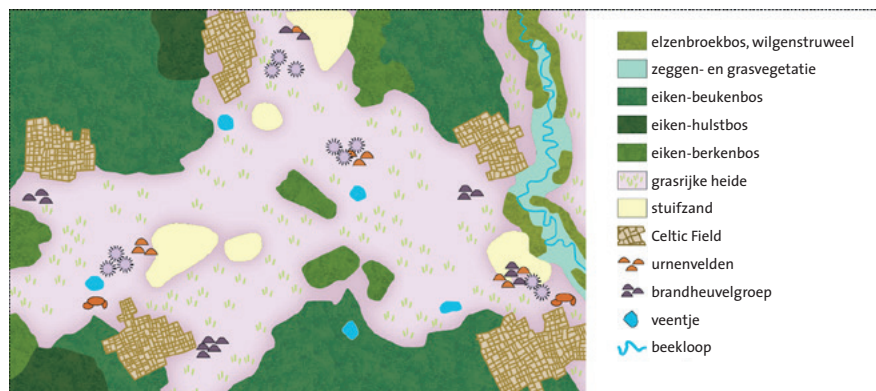 elzenbroekbos, wilgenstruweel
zeggen- en grasvegetatie
eiken-beukenbos
eiken-hulstbos
eiken-berkenbos
grasrijke heide
stuifzand
Celtic Field
urnenvelden
brandheuvelgroep
veentje
beekloop